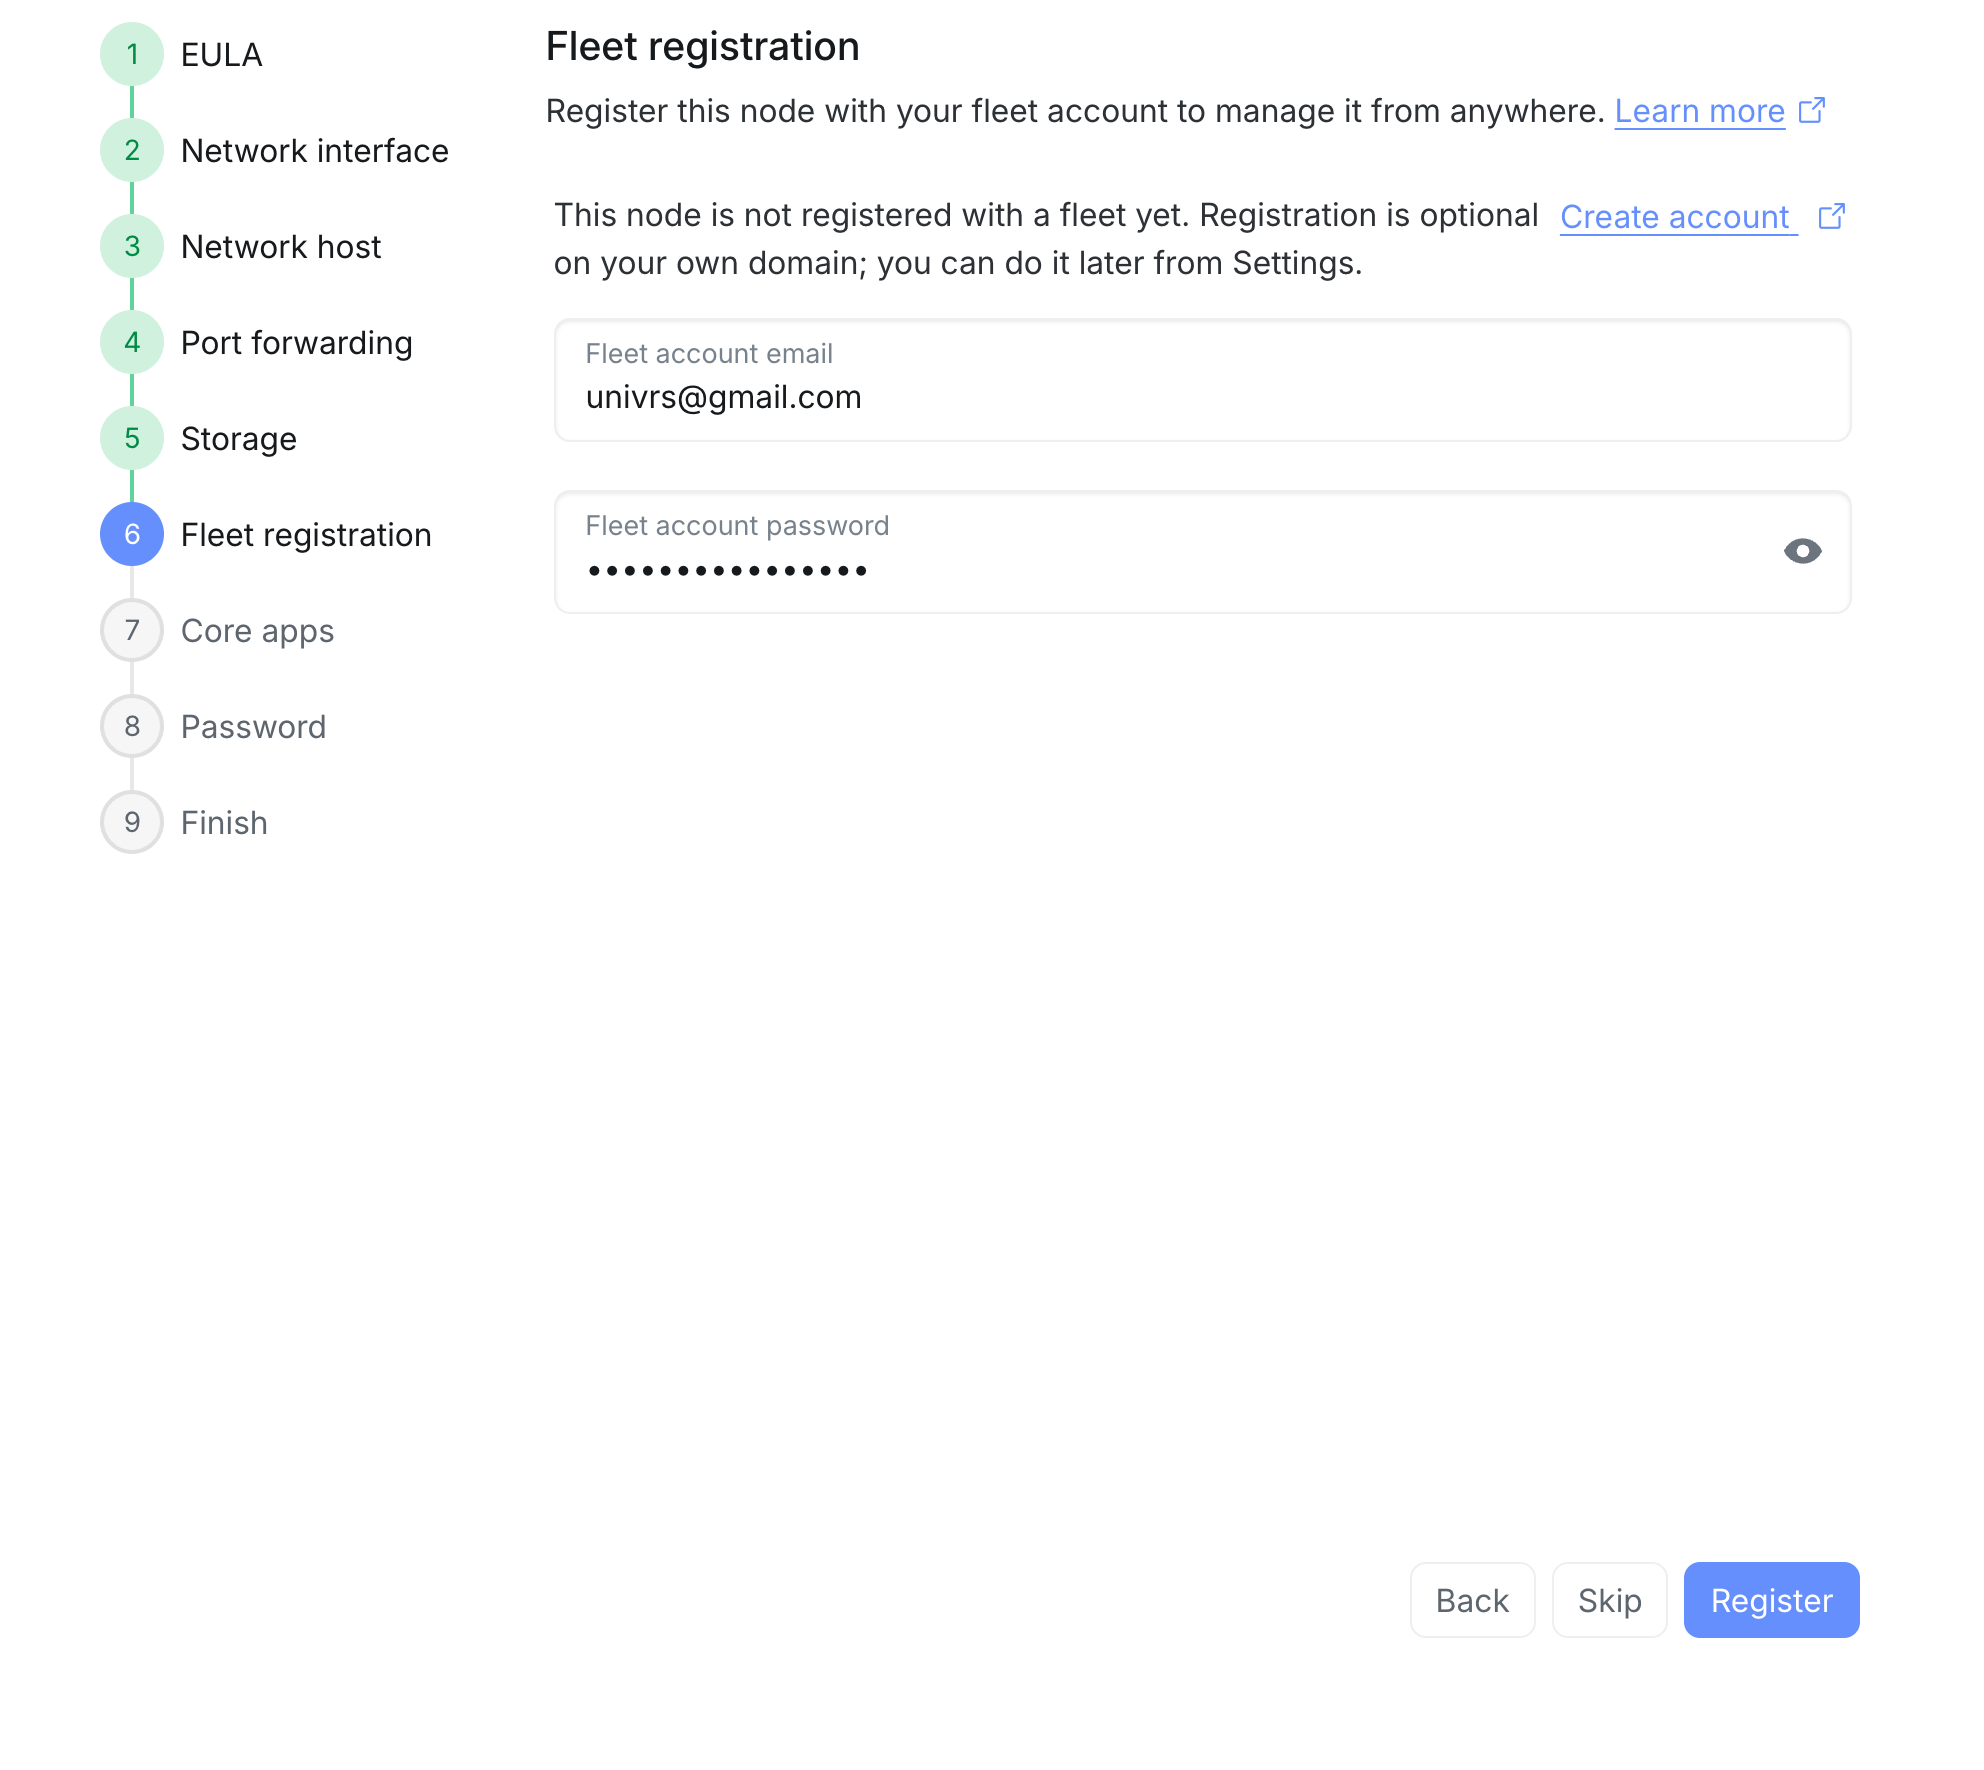 1 EULA
2 Network interface
3 Network host
4 Port forwarding
5 Storage
6 Fleet registration
7 Core apps
8 Password
9 Finish
Fleet registration
Register this node with your fleet account to manage it from anywhere. Learn more
This node is not registered with a fleet yet. Registration is optional
on your own domain; you can do it later from Settings.
Create account
Fleet account email
univrs@gmail.com
Fleet account password
••••••••••••••••
Back
Skip
Register